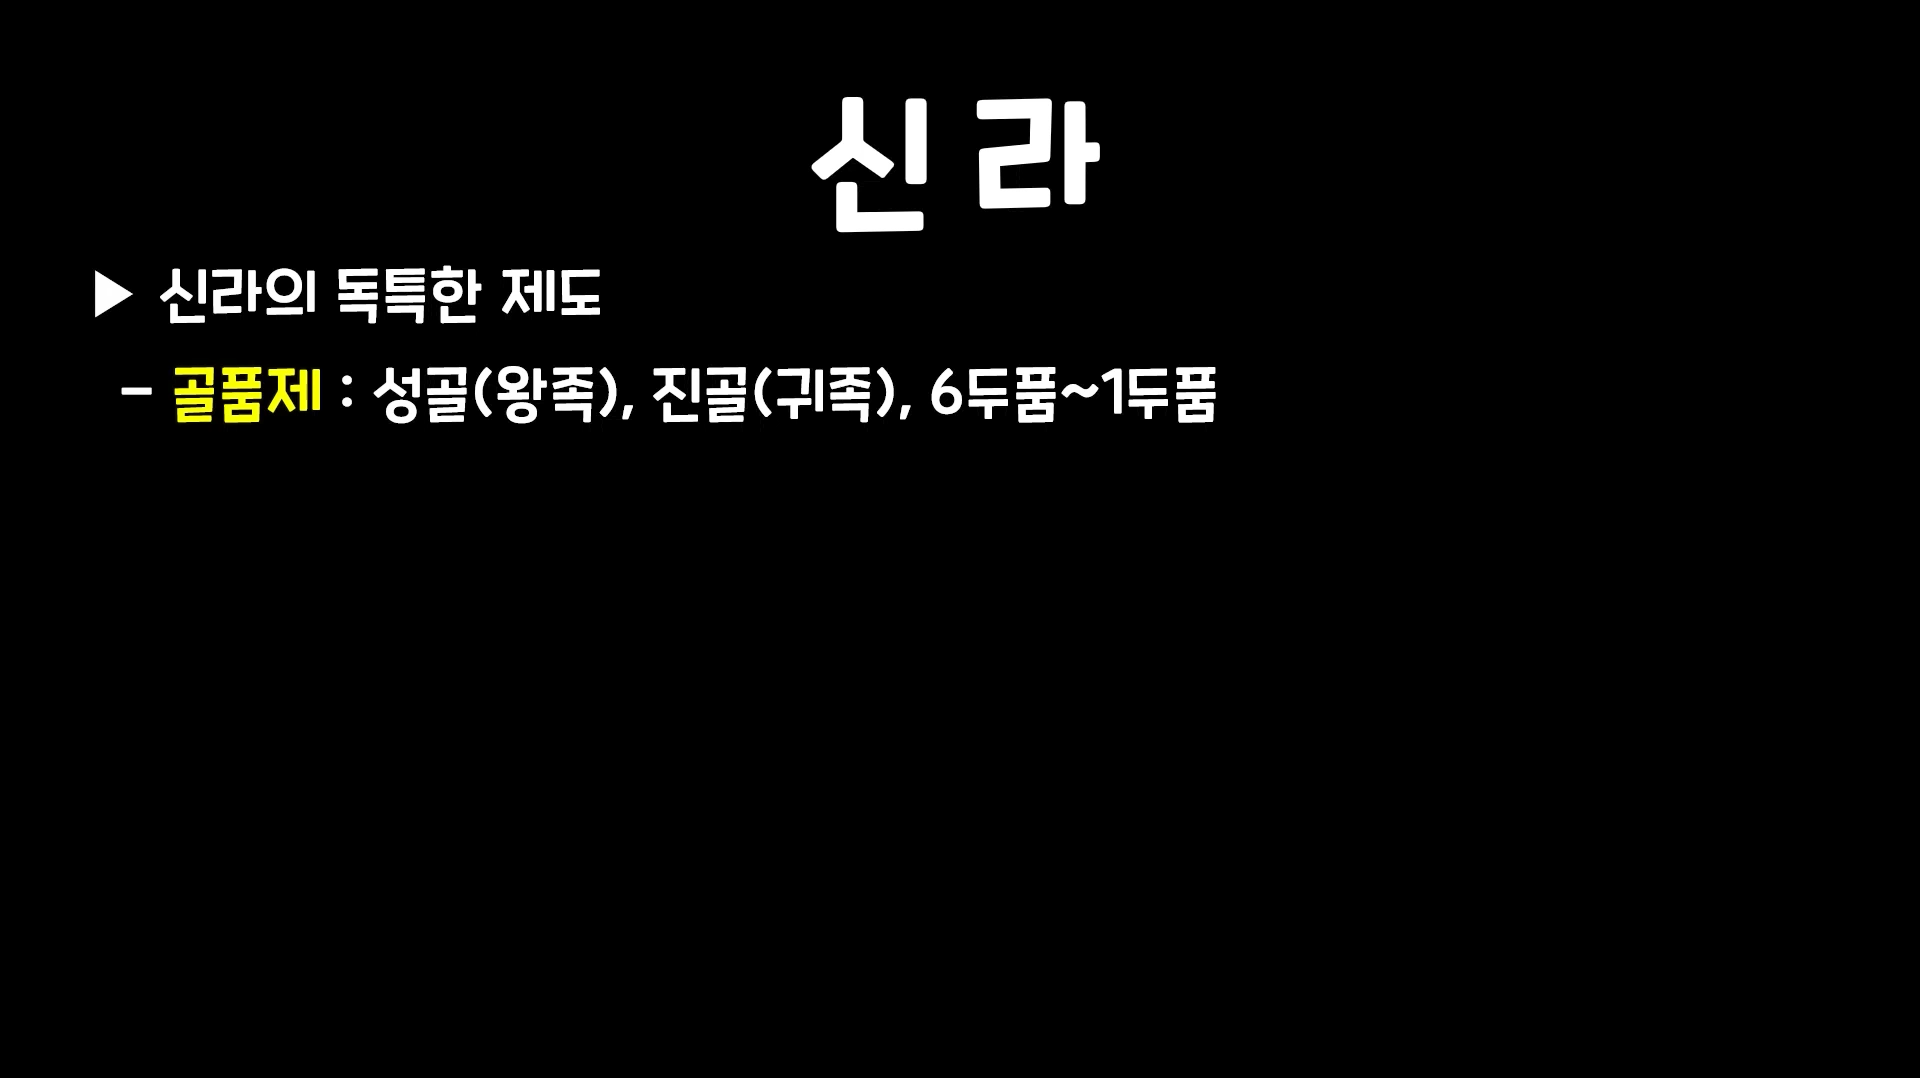 신라
▶ 신라의 독특한 제도
- 골품제 : 성골(왕족), 진골(귀족), 6두품~1두품